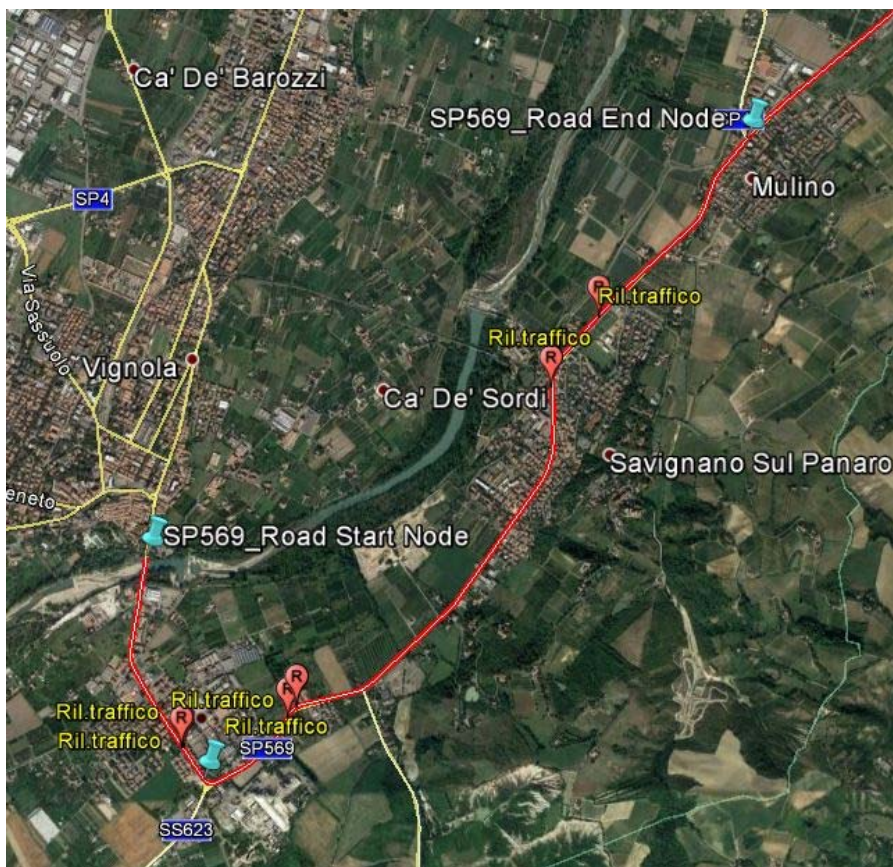 Ca' De' Barozzi
SP569_Road End Node
SP
Mulino
SP4
Via Sassuolo
Ril.traffico
Ril.traffico
R
R
Vignola
Ca' De' Sordi
Savignano Sul Panaro
eneto
SP569_Road Start Node
R
R
Ril.traffico
Ril.traffico
R
Ril.traffico
Ril.traffico
SP569
SS623